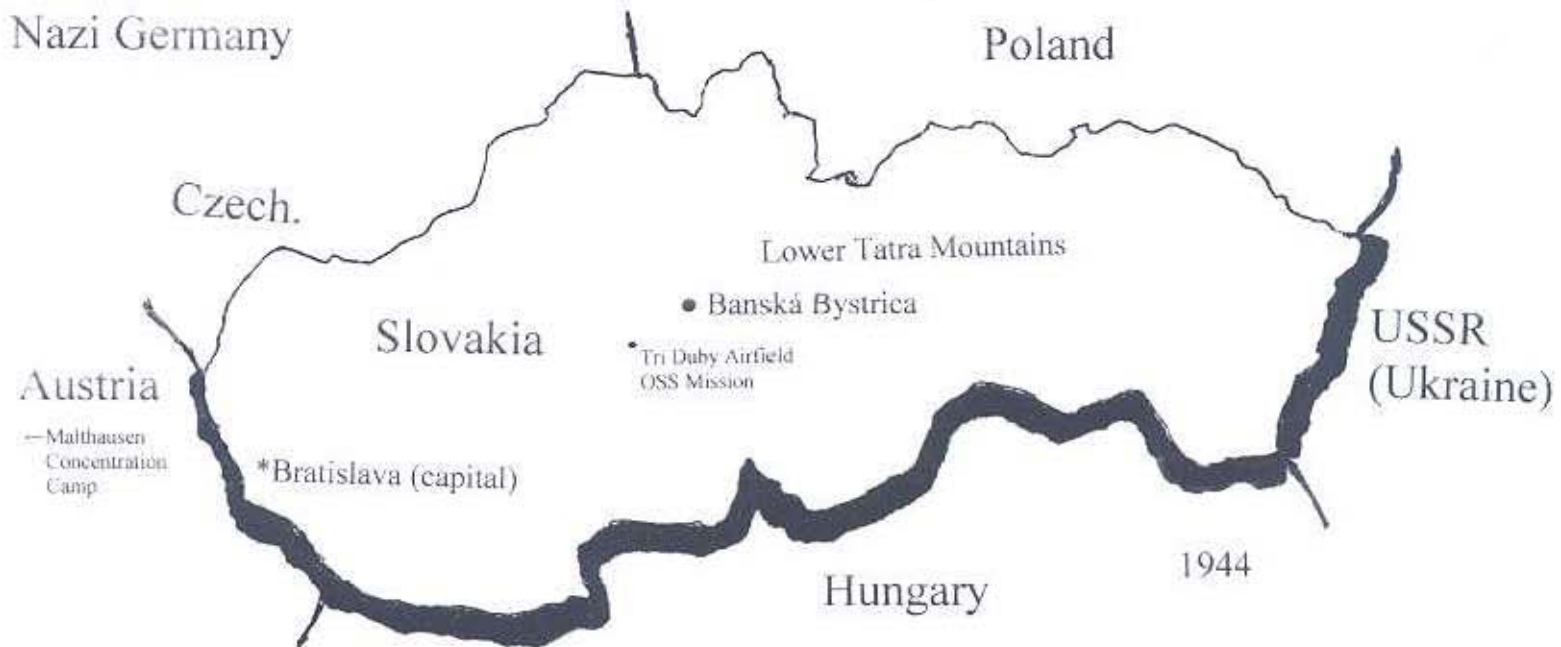 Nazi Germany
Poland
Czech.
Lower Tatra Mountains
Banská Bystrica
Slovakia
Tri Duby Airfield
OSS Mission
USSR
(Ukraine)
Austria
←Malthausen
Concentration
Camp
*Bratislava (capital)
1944
Hungary